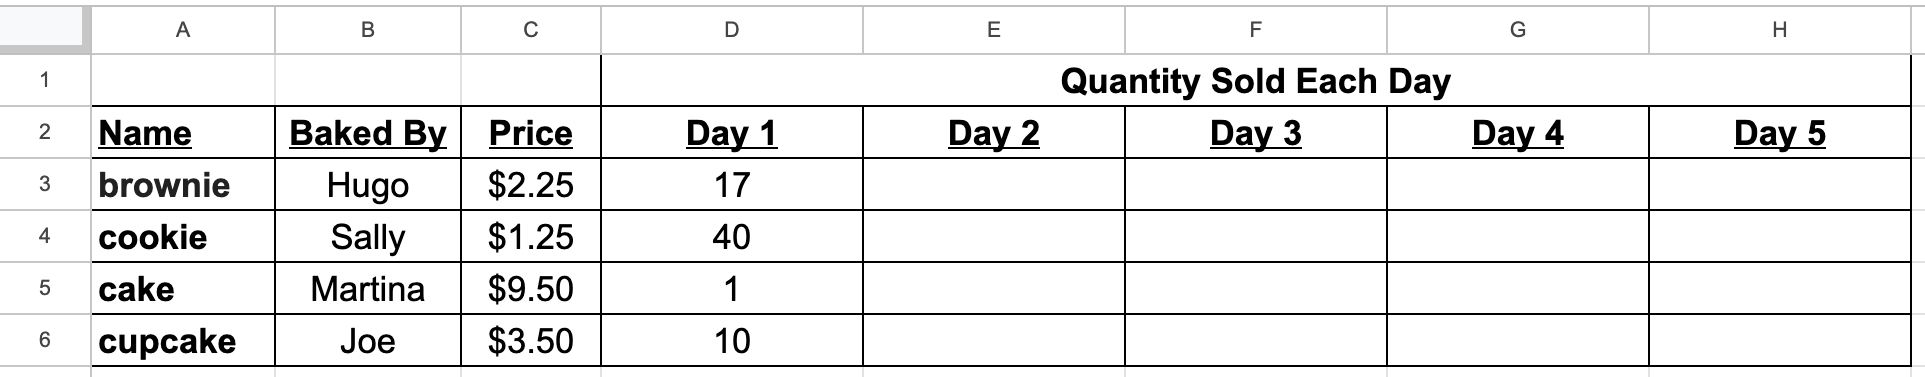 A B C D E F G H
1 Quantity Sold Each Day
2 Name Baked By Price Day 1 Day 2 Day 3 Day 4 Day 5
3 brownie Hugo $2.25 17
4 cookie Sally $1.25 40
5 cake Martina $9.50 1
6 cupcake Joe $3.50 10